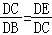 DC/DB = DE/DC